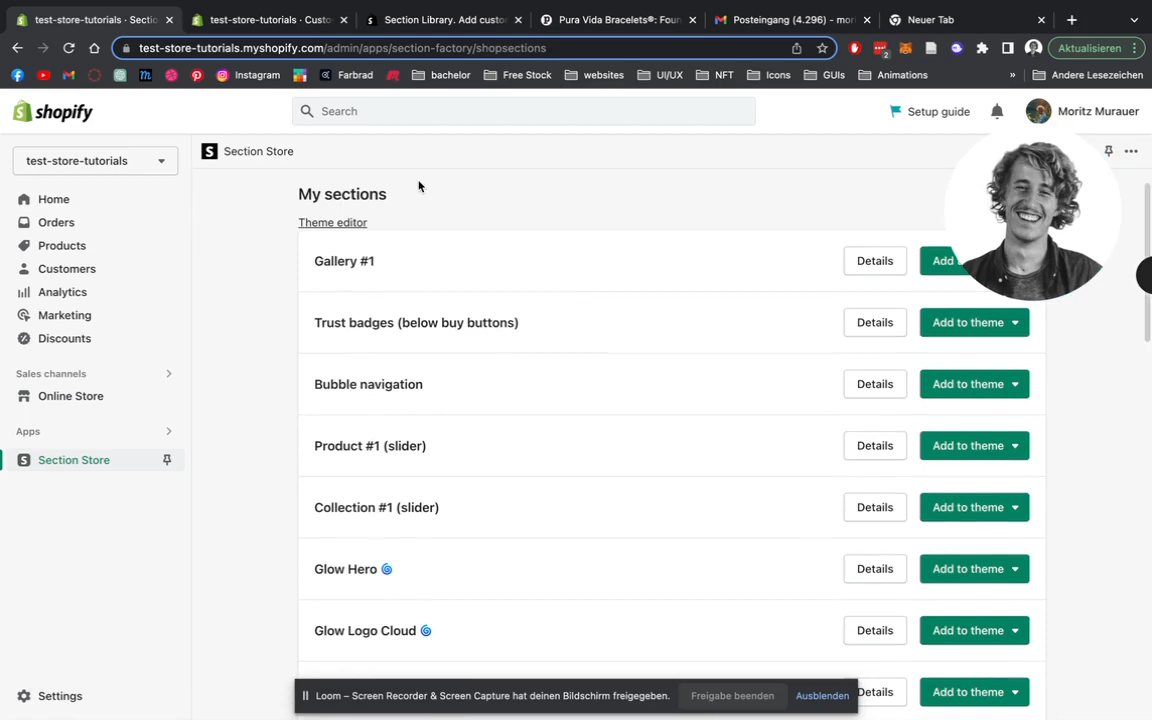 test-store-tutorials - Sectio
test-store-tutorials · Custo
Section Library. Add custo
Pura Vida Bracelets®: Foun
Posteingang (4.296) - mori
Neuer Tab
test-store-tutorials.myshopify.com/admin/apps/section-factory/shopsections
2
Aktualisieren
Instagram
Farbrad
bachelor
Free Stock
websites
UI/UX
NFT
Icons
GUIs
Animations
»
Andere Lesezeichen
shopify
Search
Setup guide
Moritz Murauer
test-store-tutorials
Section Store
Home
Orders
Products
Customers
Analytics
Marketing
Discounts
Sales channels
Online Store
Apps
Section Store
Settings
My sections
Theme editor
Gallery #1
Details
Add
Trust badges (below buy buttons)
Details
Add to theme
Bubble navigation
Details
Add to theme
Product #1 (slider)
Details
Add to theme
Collection #1 (slider)
Details
Add to theme
Glow Hero 🌀
Details
Add to theme
Glow Logo Cloud 🌀
Details
Add to theme
Details
Add to theme
Loom – Screen Recorder & Screen Capture hat deinen Bildschirm freigegeben.
Freigabe beenden
Ausblenden